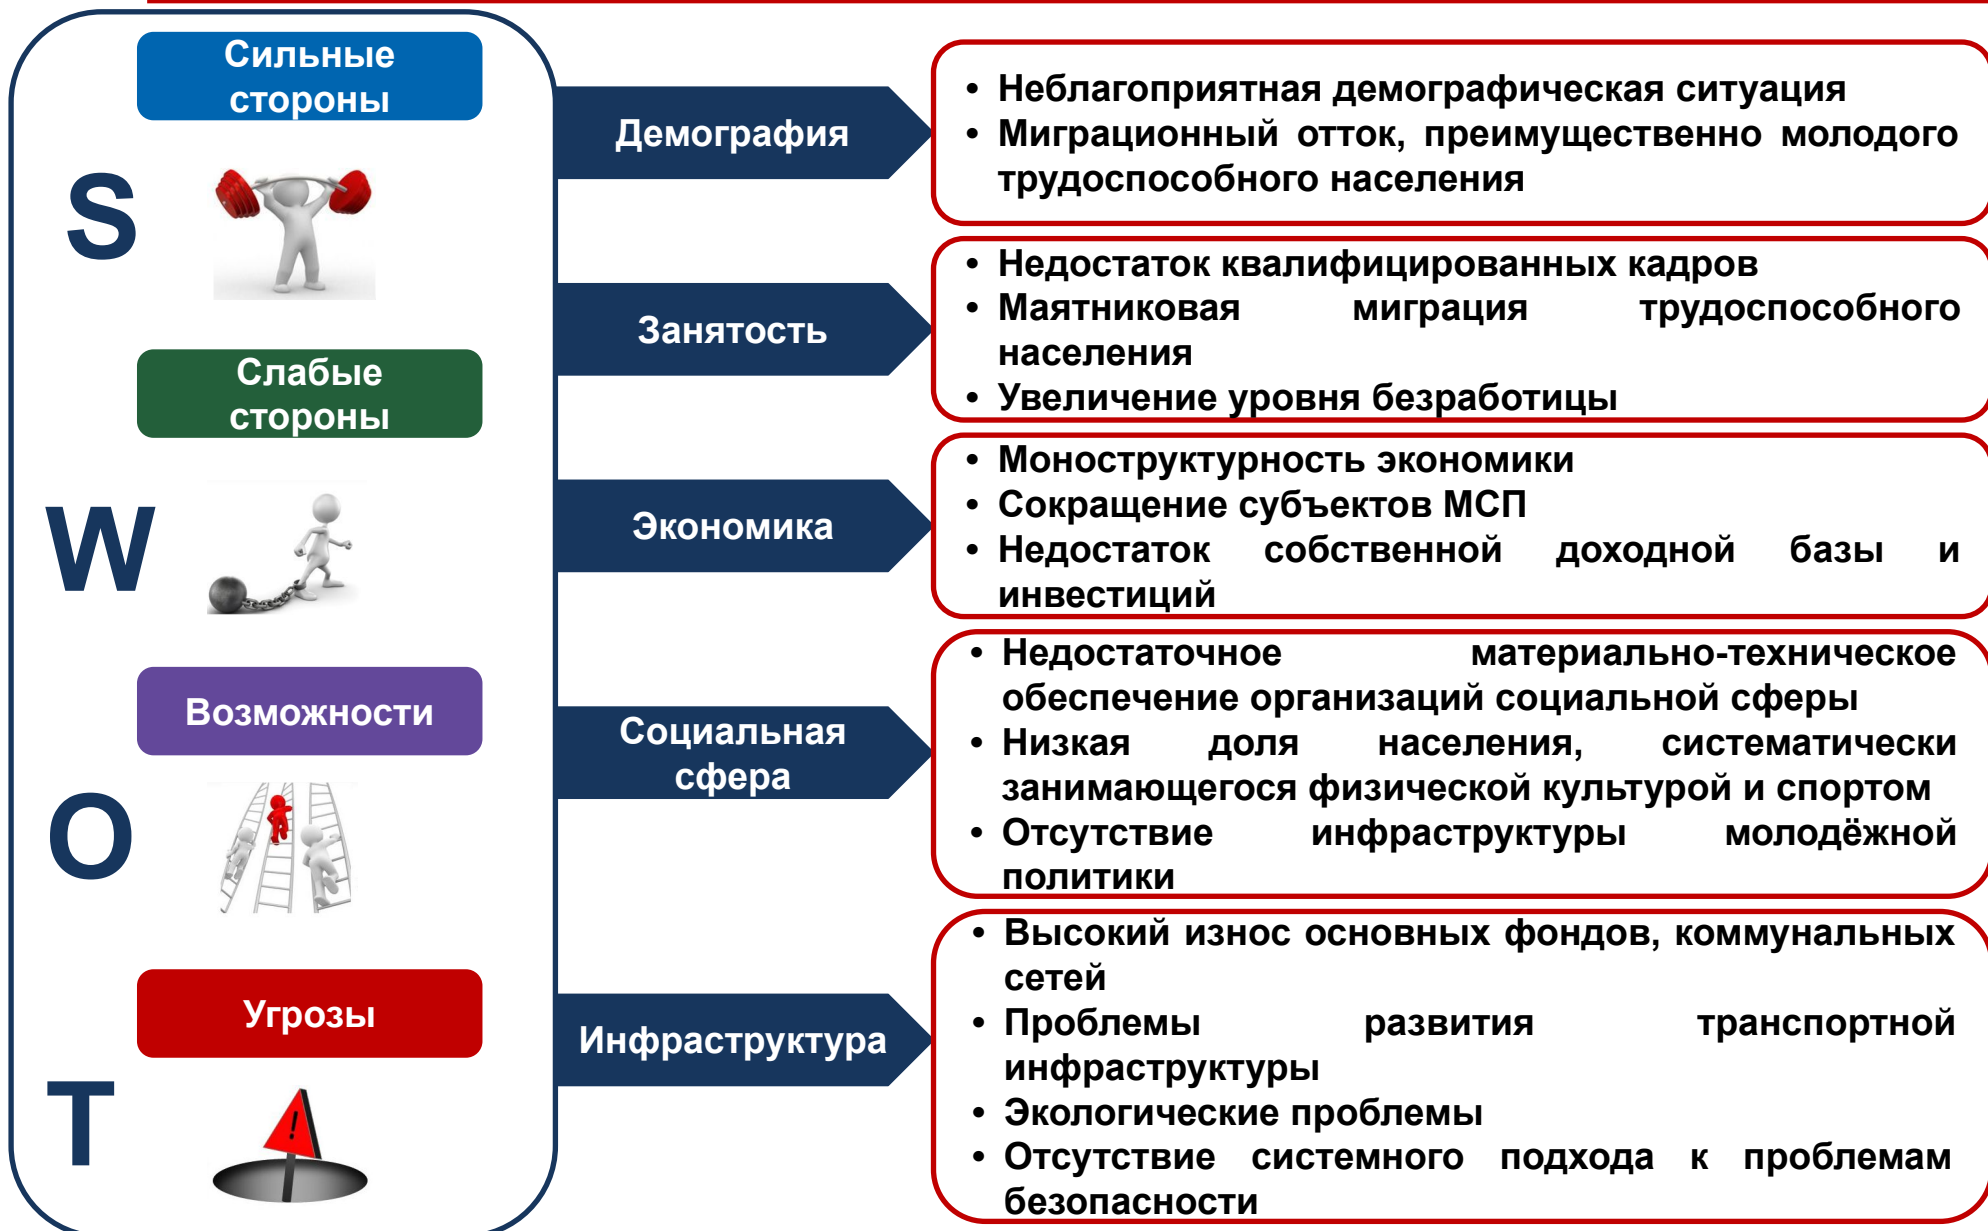 Сильные
стороны
S
Слабые
стороны
W
Возможности
O
Угрозы
!
T
Демография
• Неблагоприятная демографическая ситуация
• Миграционный отток, преимущественно молодого
трудоспособного населения
Занятость
• Недостаток квалифицированных кадров
• Маятниковая миграция трудоспособного
населения
• Увеличение уровня безработицы
Экономика
• Моноструктурность экономики
• Сокращение субъектов МСП
• Недостаток собственной доходной базы и
инвестиций
Социальная
сфера
• Недостаточное материально-техническое
обеспечение организаций социальной сферы
• Низкая доля населения, систематически
занимающегося физической культурой и спортом
• Отсутствие инфраструктуры молодёжной
политики
Инфраструктура
• Высокий износ основных фондов, коммунальных
сетей
• Проблемы развития транспортной
инфраструктуры
• Экологические проблемы
• Отсутствие системного подхода к проблемам
безопасности